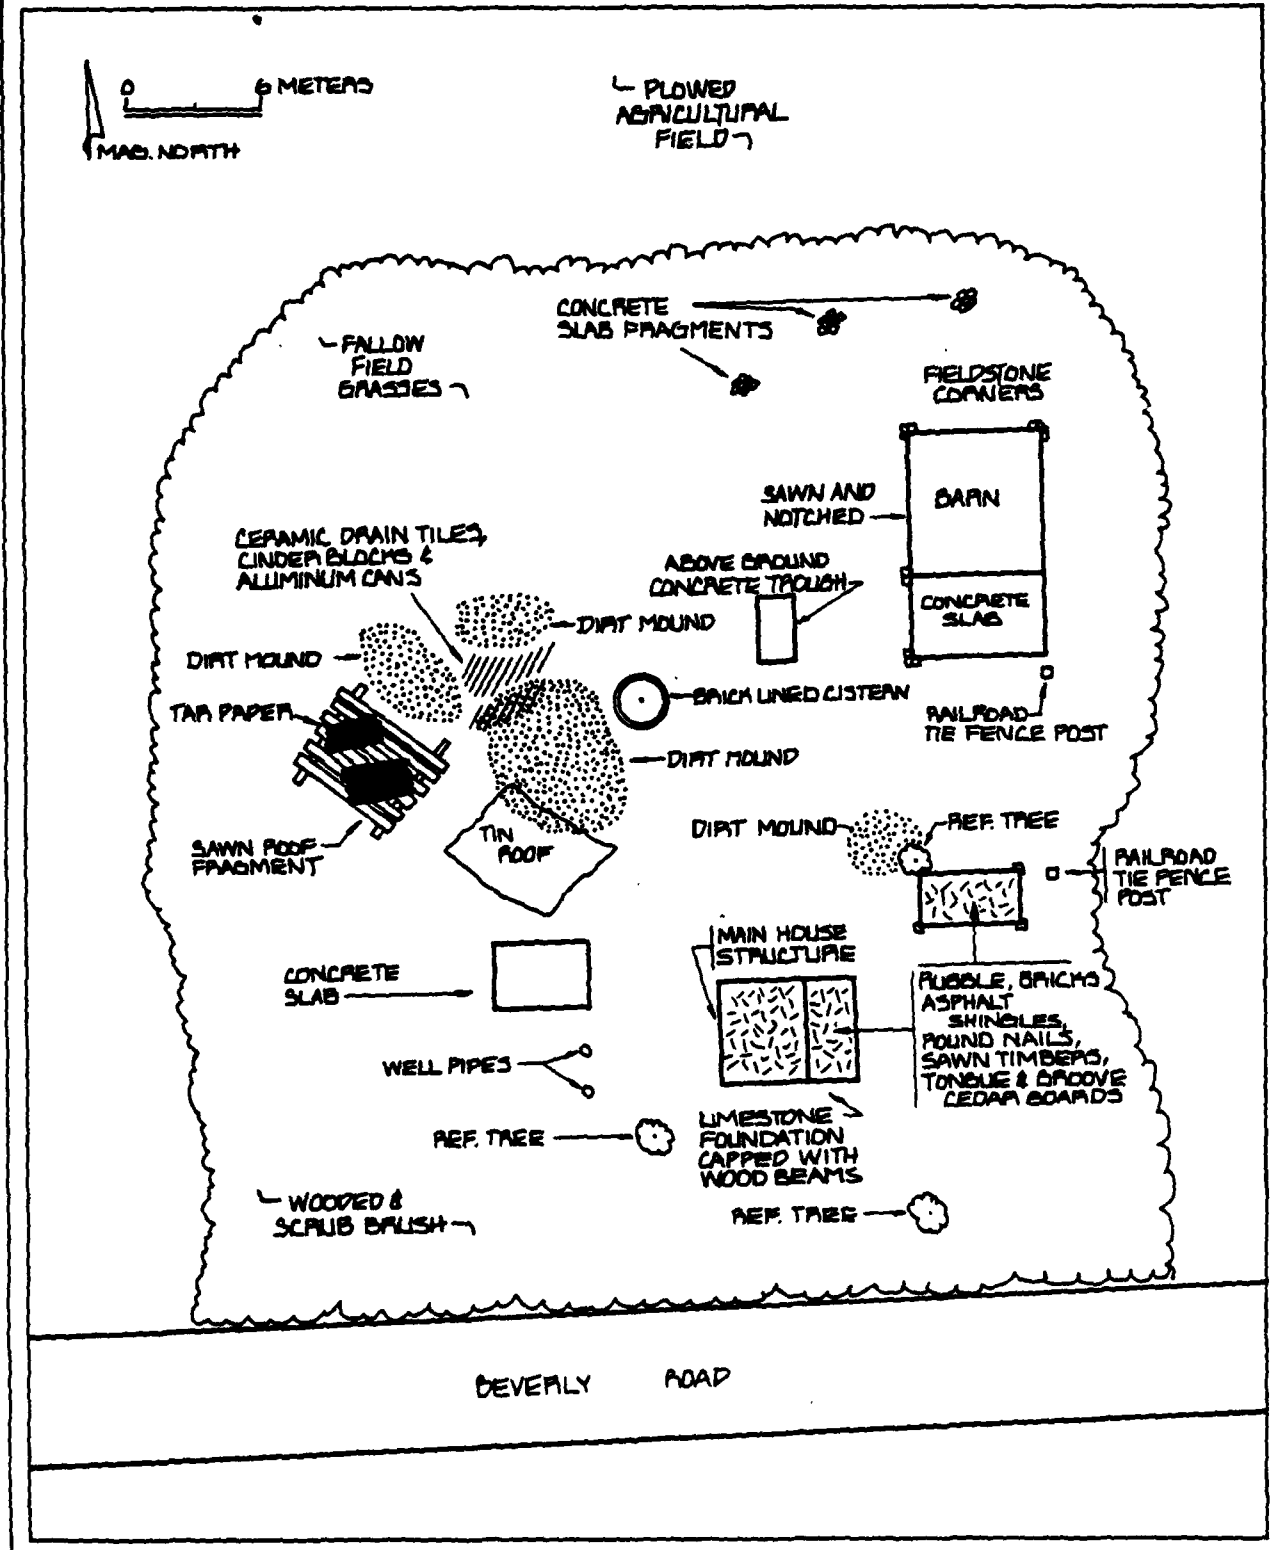 0 6 METERS
MAG. NORTH
PLOWED
AGRICULTURAL
FIELD
CONCRETE
SLAB FRAGMENTS
FALLOW
FIELD
GRASSES
FIELDSTONE
CORNERS
SAWN AND
NOTCHED
BARN
CERAMIC DRAIN TILES,
CINDER BLOCKS &
ALUMINUM CANS
ABOVE GROUND
CONCRETE TROUGH
CONCRETE
SLAB
DIRT MOUND
DIRT MOUND
TAR PAPER
BRICK LINED CISTERN
RAILROAD
TIE FENCE POST
DIRT MOUND
SAWN ROOF
FRAGMENT
TIN
ROOF
DIRT MOUND
REF. TREE
RAILROAD
TIE FENCE
POST
MAIN HOUSE
STRUCTURE
CONCRETE
SLAB
RUBBLE, BRICKS
ASPHALT
SHINGLES,
ROUND NAILS,
SAWN TIMBERS,
TONGUE & GROOVE
CEDAR BOARDS
WELL PIPES
LIMESTONE
FOUNDATION
CAPPED WITH
WOOD BEAMS
REF. TREE
WOODED &
SCRUB BRUSH
REF. TREE
BEVERLY ROAD